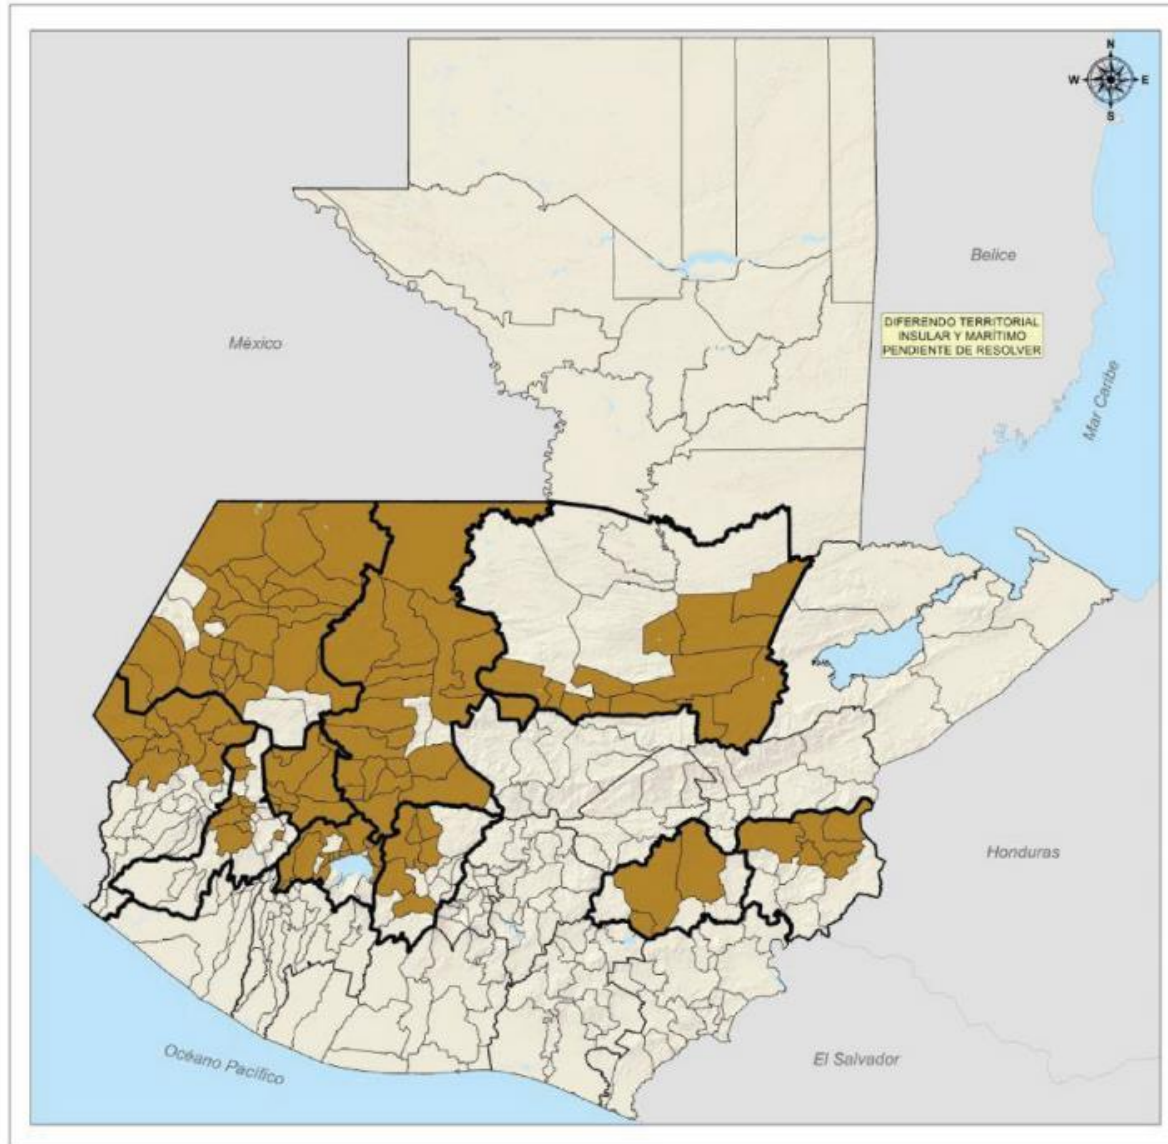 N
W E
S
Belice
DIFERENDO TERRITORIAL
INSULAR Y MARÍTIMO
PENDIENTE DE RESOLVER
México
Mar Caribe
Honduras
El Salvador
Océano Pacífico